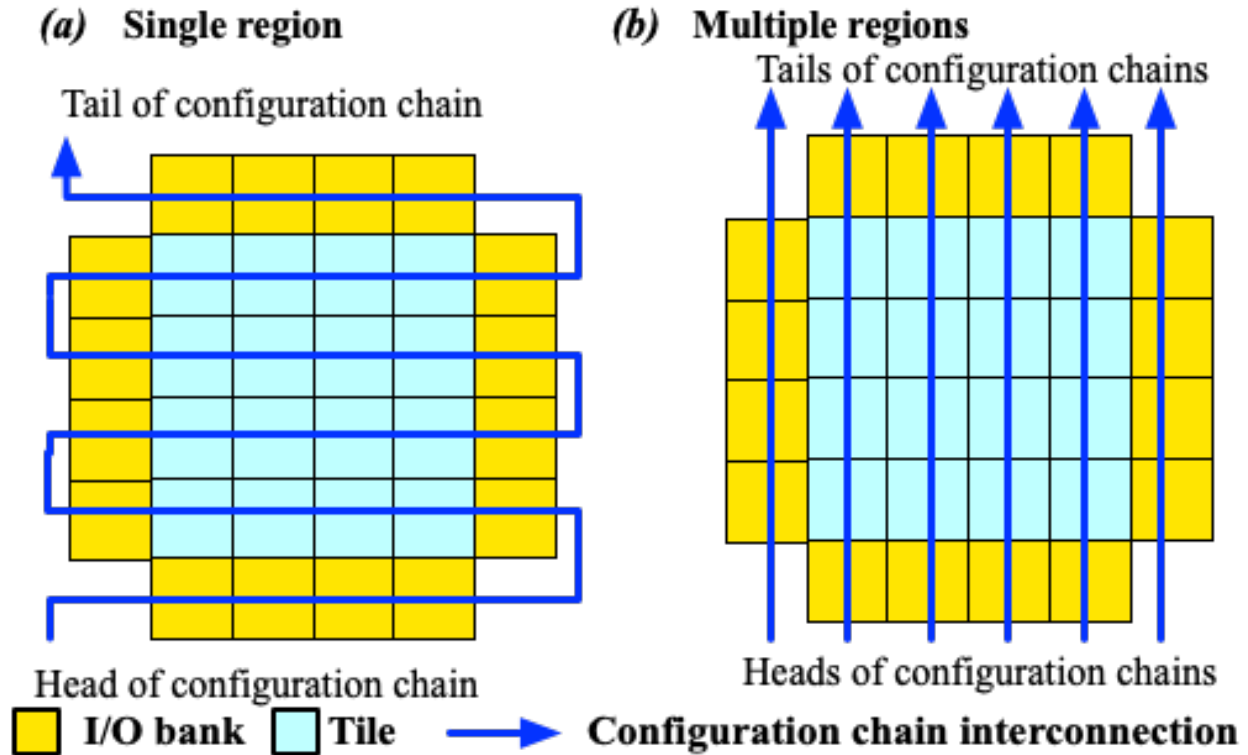 (a) Single region
(b) Multiple regions
Tail of configuration chain
Tails of configuration chains
Head of configuration chain
Heads of configuration chains
I/O bank
Tile
Configuration chain interconnection